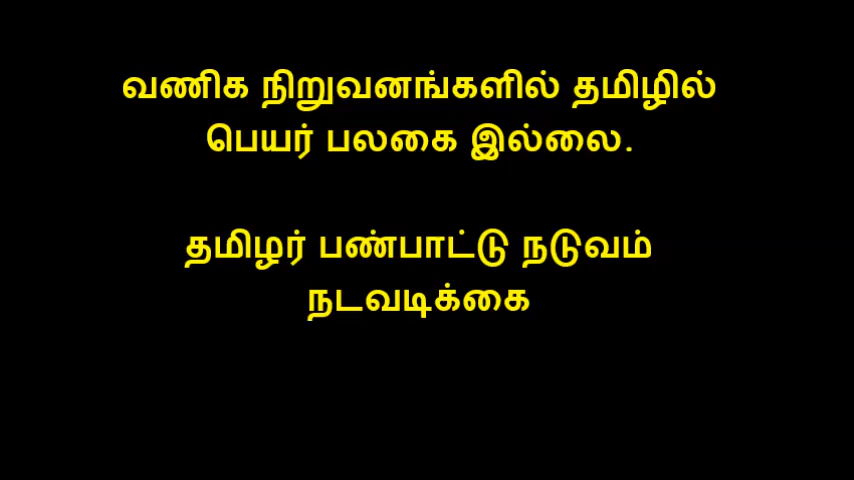 வணிக நிறுவனங்களில் தமிழில்
பெயர் பலகை இல்லை.
தமிழர் பண்பாட்டு நடுவம்
நடவடிக்கை